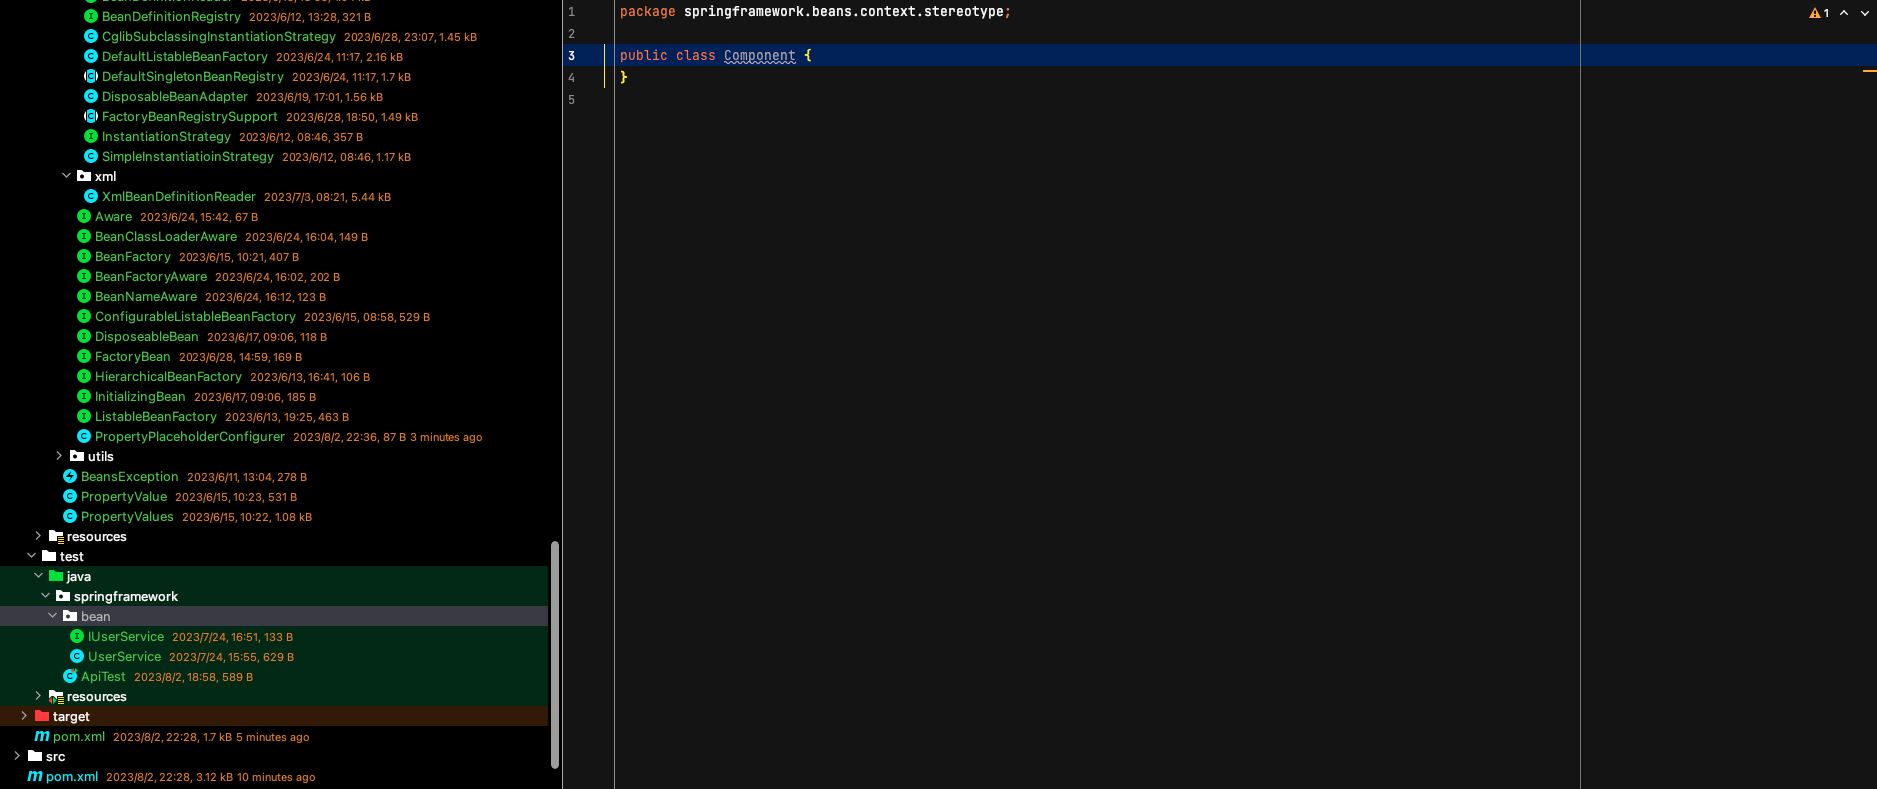 BeanDefinitionRegistry 2023/6/12, 13:28, 321 B
CglibSubclassingInstantiationStrategy 2023/6/28, 23:07, 1.45 kB
DefaultListableBeanFactory 2023/6/24, 11:17, 2.16 kB
DefaultSingletonBeanRegistry 2023/6/24, 11:17, 1.7 kB
DisposableBeanAdapter 2023/6/19, 17:01, 1.56 kB
FactoryBeanRegistrySupport 2023/6/28, 18:50, 1.49 kB
InstantiationStrategy 2023/6/12, 08:46, 357 B
SimpleInstantiatioinStrategy 2023/6/12, 08:46, 1.17 kB
xml
XmlBeanDefinitionReader 2023/7/3, 08:21, 5.44 kB
Aware 2023/6/24, 15:42, 67 B
BeanClassLoaderAware 2023/6/24, 16:04, 149 B
BeanFactory 2023/6/15, 10:21, 407 B
BeanFactoryAware 2023/6/24, 16:02, 202 B
BeanNameAware 2023/6/24, 16:12, 123 B
ConfigurableListableBeanFactory 2023/6/15, 08:58, 529 B
DisposeableBean 2023/6/17, 09:06, 118 B
FactoryBean 2023/6/28, 14:59, 169 B
HierarchicalBeanFactory 2023/6/13, 16:41, 106 B
InitializingBean 2023/6/17, 09:06, 185 B
ListableBeanFactory 2023/6/13, 19:25, 463 B
PropertyPlaceholderConfigurer 2023/8/2, 22:36, 87 B 3 minutes ago
utils
BeansException 2023/6/11, 13:04, 278 B
PropertyValue 2023/6/15, 10:23, 531 B
PropertyValues 2023/6/15, 10:22, 1.08 kB
resources
test
java
springframework
bean
IUserService 2023/7/24, 16:51, 133 B
UserService 2023/7/24, 15:55, 629 B
ApiTest 2023/8/2, 18:58, 589 B
resources
target
pom.xml 2023/8/2, 22:28, 1.7 kB 5 minutes ago
src
pom.xml 2023/8/2, 22:28, 3.12 kB 10 minutes ago
1 package springframework.beans.context.stereotype;
2
3 public class Component {
4 }
5
1